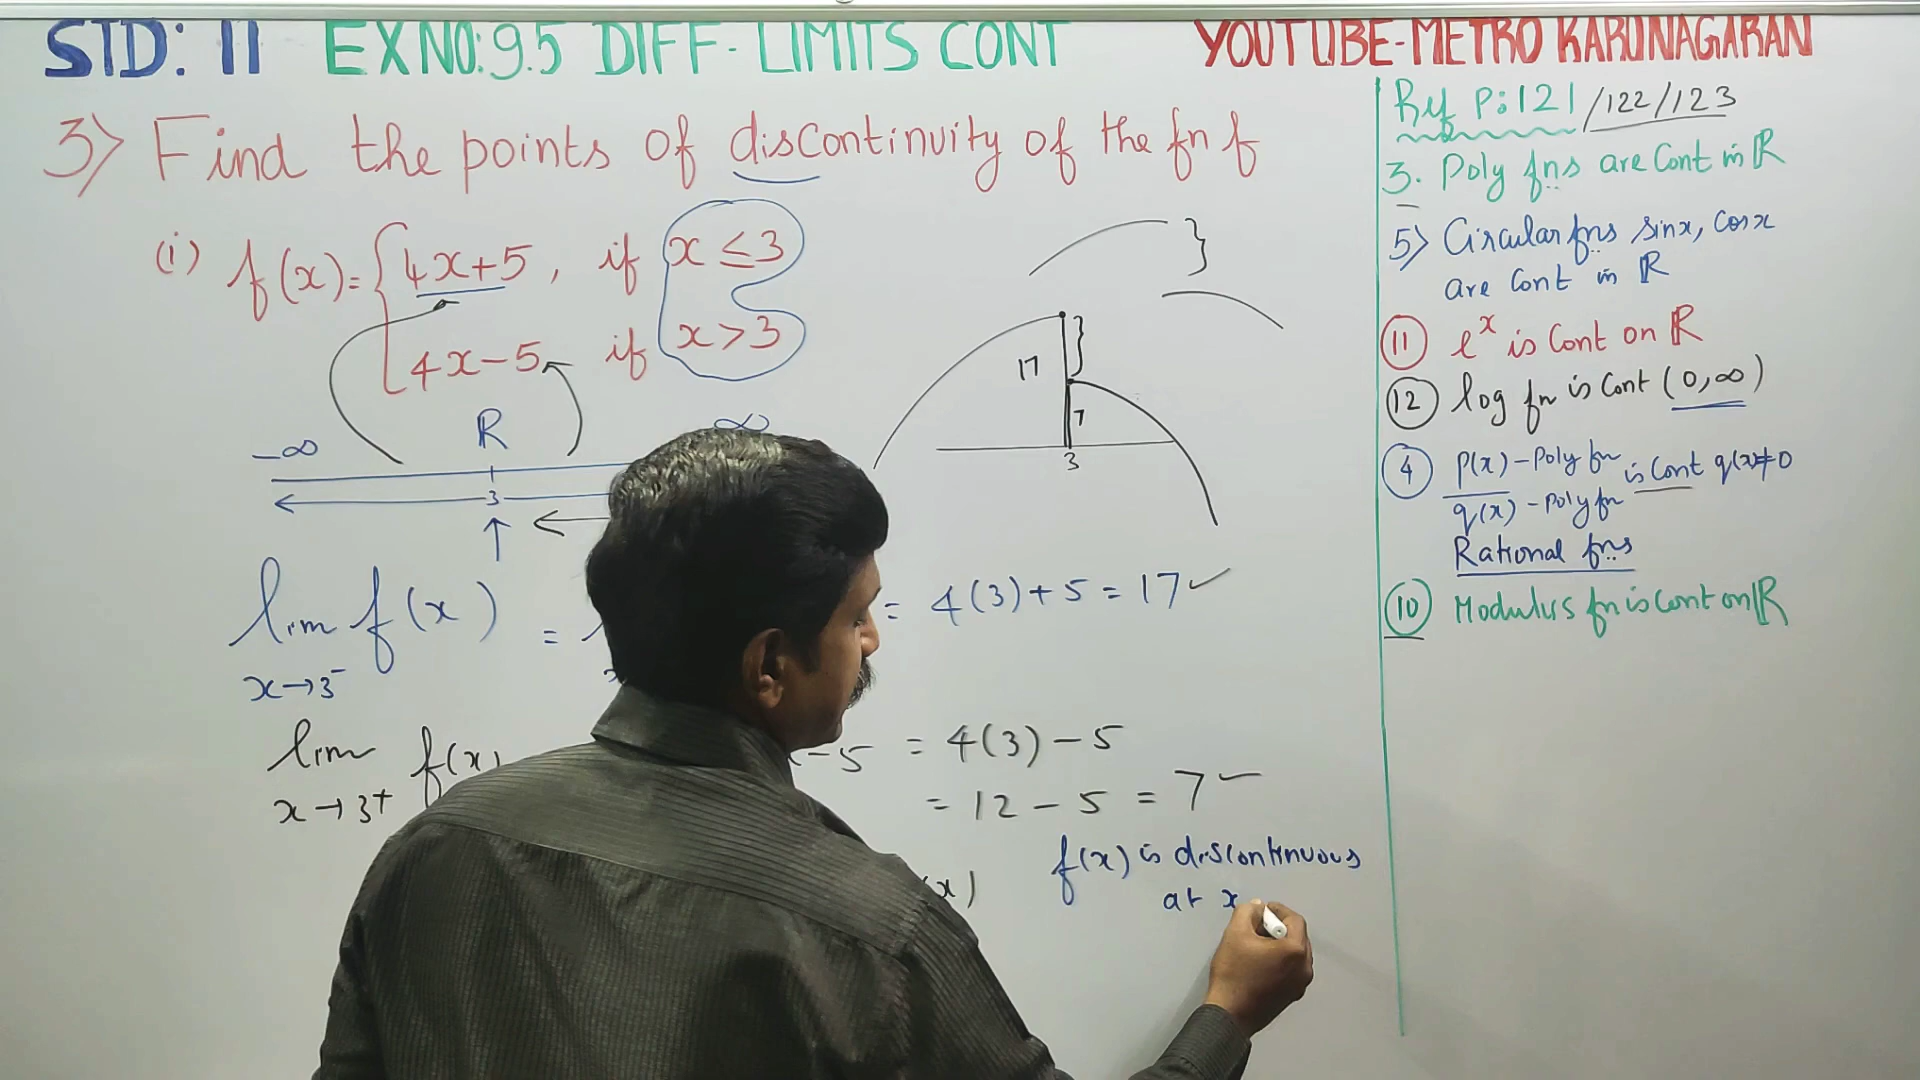 STD: 11 EXNO:9.5 DIFF-LIMITS CONT YOUTUBE-METRO KARUNAGARAN
3) Find the points of discontinuity of the fn f
(i) f(x)= { 4x+5, if x ≤ 3
4x-5, if x > 3
-∞ R ∞
3
17
7
3
lim f(x) = = 4(3)+5 = 17 ✓
x→3⁻
lim f(x) -5 = 4(3)-5
x→3+
= 12-5 = 7 ✓
x)
f(x) is discontinuous
at x
Ref P:121/122/123
3. Poly fns are Cont in R
5) Circular fns sinx, cosx
are Cont in R
(11) e^x is Cont on R
(12) log fn is Cont (0,∞)
(4) p(x) - Poly fn is Cont q(x)≠0
q(x) - Poly fn
Rational fns
(10) Modulus fn is cont on R